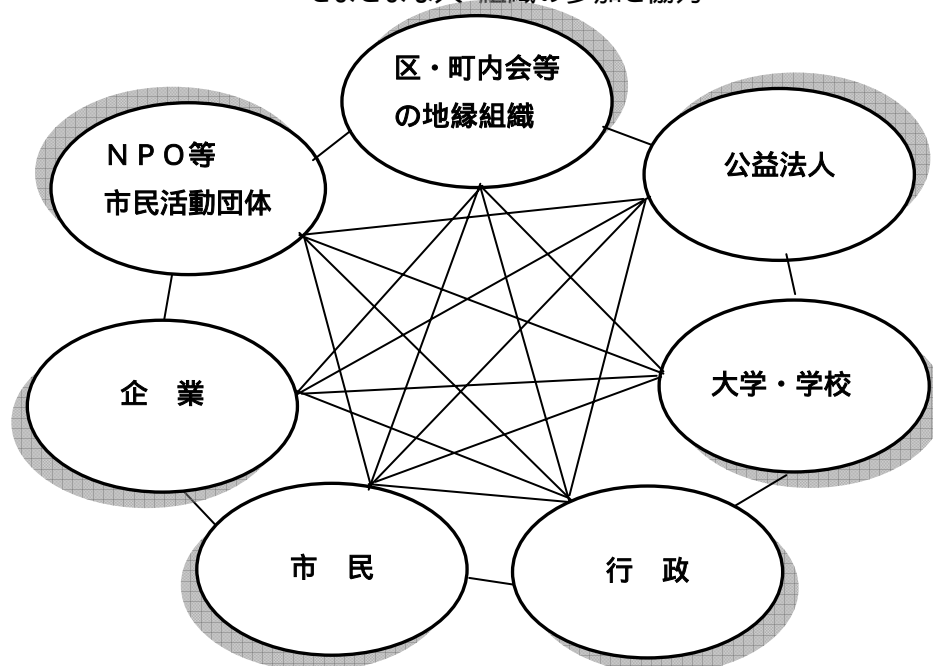 区・町内会等
の地縁組織
ＮＰＯ等
市民活動団体
公益法人
企　業
大学・学校
市　民
行　政